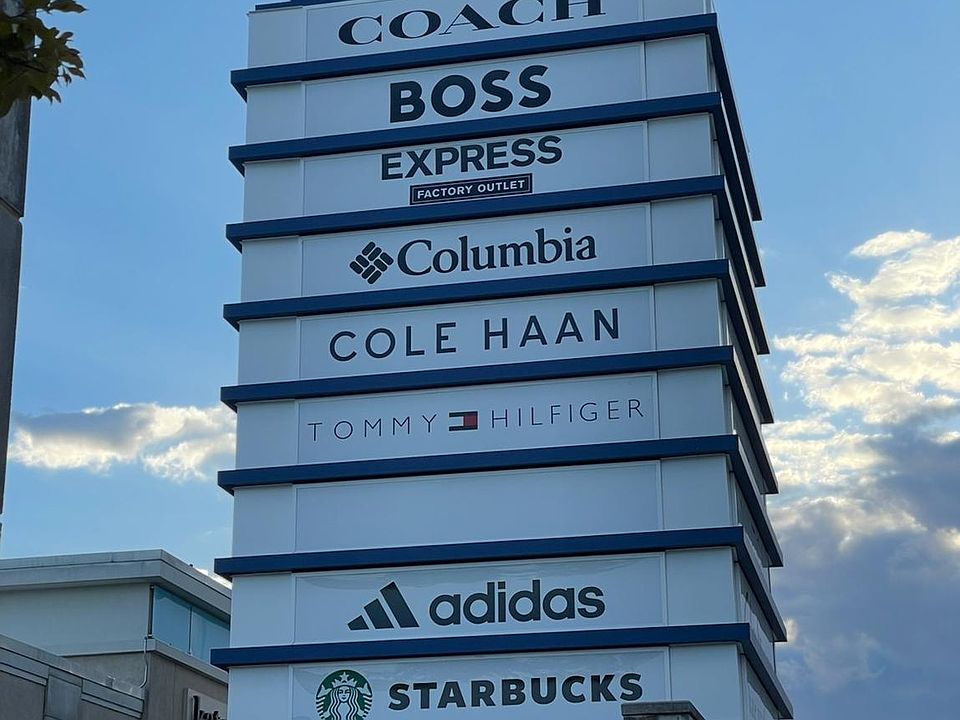 COACH
BOSS
EXPRESS
FACTORY OUTLET
Columbia
COLE HAAN
TOMMY HILFIGER
adidas
STARBUCKS